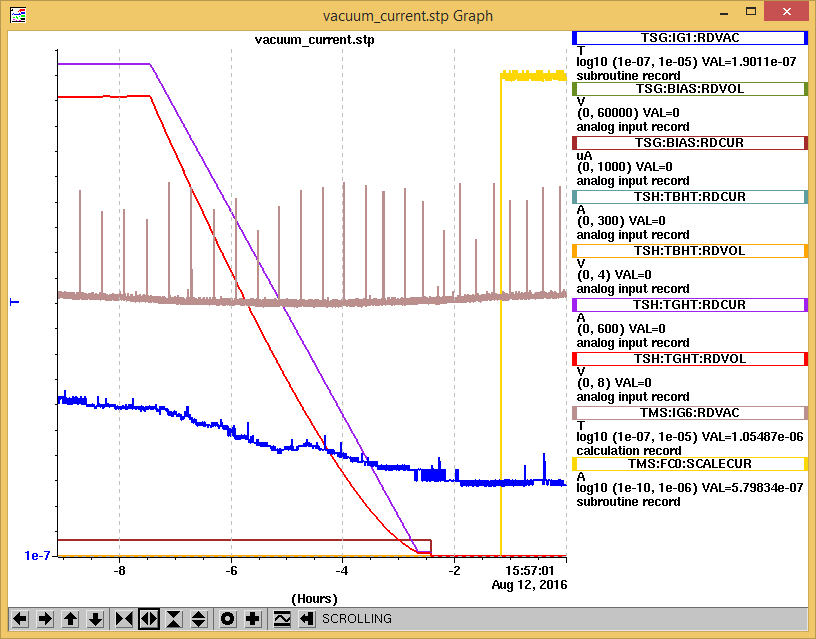 vacuum_current.stp Graph
vacuum_current.stp
T
1e-7
-8
-6
-4
-2
15:57:01
Aug 12, 2016
(Hours)
TSG:IG1:RDVAC
T
log10 (1e-07, 1e-05) VAL=1.9011e-07
subroutine record
TSG:BIAS:RDVOL
V
(0, 60000) VAL=0
analog input record
TSG:BIAS:RDCUR
uA
(0, 1000) VAL=0
analog input record
TSH:TBHT:RDCUR
A
(0, 300) VAL=0
analog input record
TSH:TBHT:RDVOL
V
(0, 4) VAL=0
analog input record
TSH:TGHT:RDCUR
A
(0, 600) VAL=0
analog input record
TSH:TGHT:RDVOL
V
(0, 8) VAL=0
analog input record
TMS:IG6:RDVAC
T
log10 (1e-07, 1e-05) VAL=1.05487e-06
calculation record
TMS:FC0:SCALECUR
A
log10 (1e-10, 1e-06) VAL=5.79834e-07
subroutine record
SCROLLING